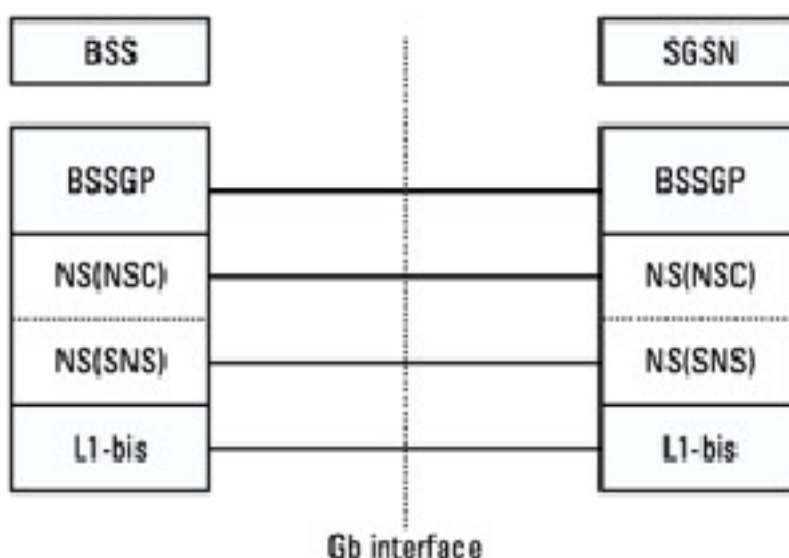 BSS SGSN
BSSGP BSSGP
NS(NSC) NS(NSC)
NS(SNS) NS(SNS)
L1-bis L1-bis
Gb interface